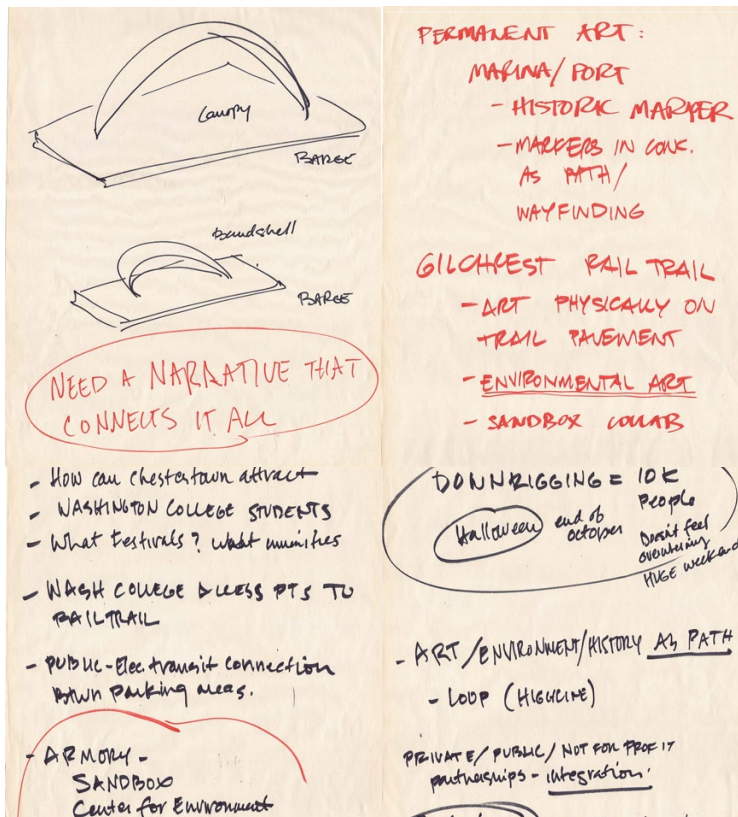 Canopy
BARGE
Bandshell
BARGE
NEED A NARRATIVE THAT
CONNECTS IT ALL
PERMANENT ART:
MARINA/PORT
- HISTORIC MARKER
- MARKERS IN CONC.
AS PATH/
WAYFINDING
GILCHREST RAIL TRAIL
- ART PHYSICALLY ON
TRAIL PAVEMENT
- ENVIRONMENTAL ART
- SANDBOX COLLAB
- How can Chestertown attract
- WASHINGTON COLLEGE STUDENTS
- What Festivals? what
- WASH COLLEGE ACCESS PTS TO
RAILTRAIL
- PUBLIC-Elec. transit connection
btwn parking areas.
- ARMORY -
SANDBOX
Center for Environment
DOWNRIGGING = 10K
People
Halloween end of
october
Doesn't feel
HUGE weekend
- ART/ENVIRONMENT/HISTORY AS PATH
- LOOP (HIGHLINE)
PRIVATE/PUBLIC/NOT FOR PROFIT
partnerships - integration.